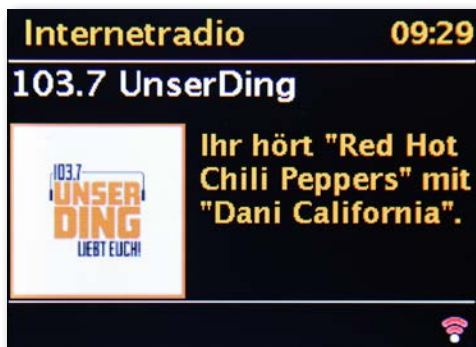 Internetradio 09:29
103.7 UnserDing
103.7
UNSER
DING
LIEBT EUCH!
Ihr hört "Red Hot
Chili Peppers" mit
"Dani California".